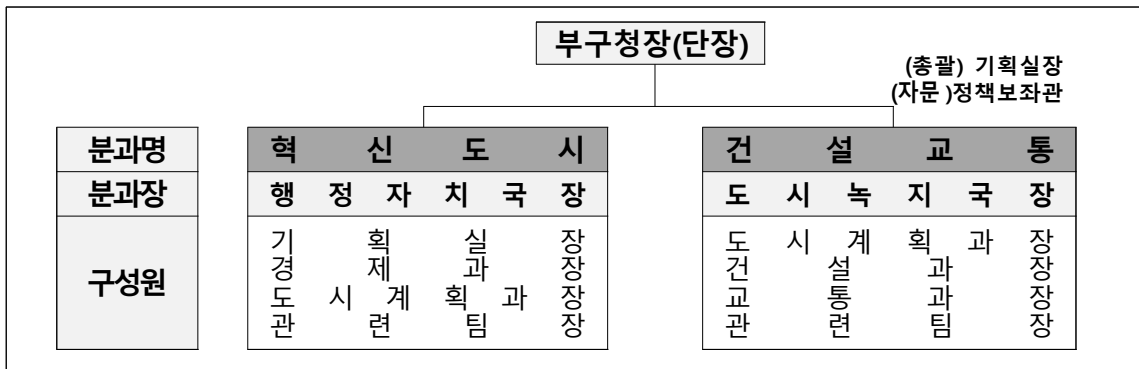 부구청장(단장)
(총괄) 기획실장
(자문)정책보좌관
분과명 혁신도시 건설교통
분과장 행정자치국장 도시녹지국장
구성원
기획실장 도시계획과장
경제과장 건설과장
도시계획과장 교통과장
관련팀장 관련팀장